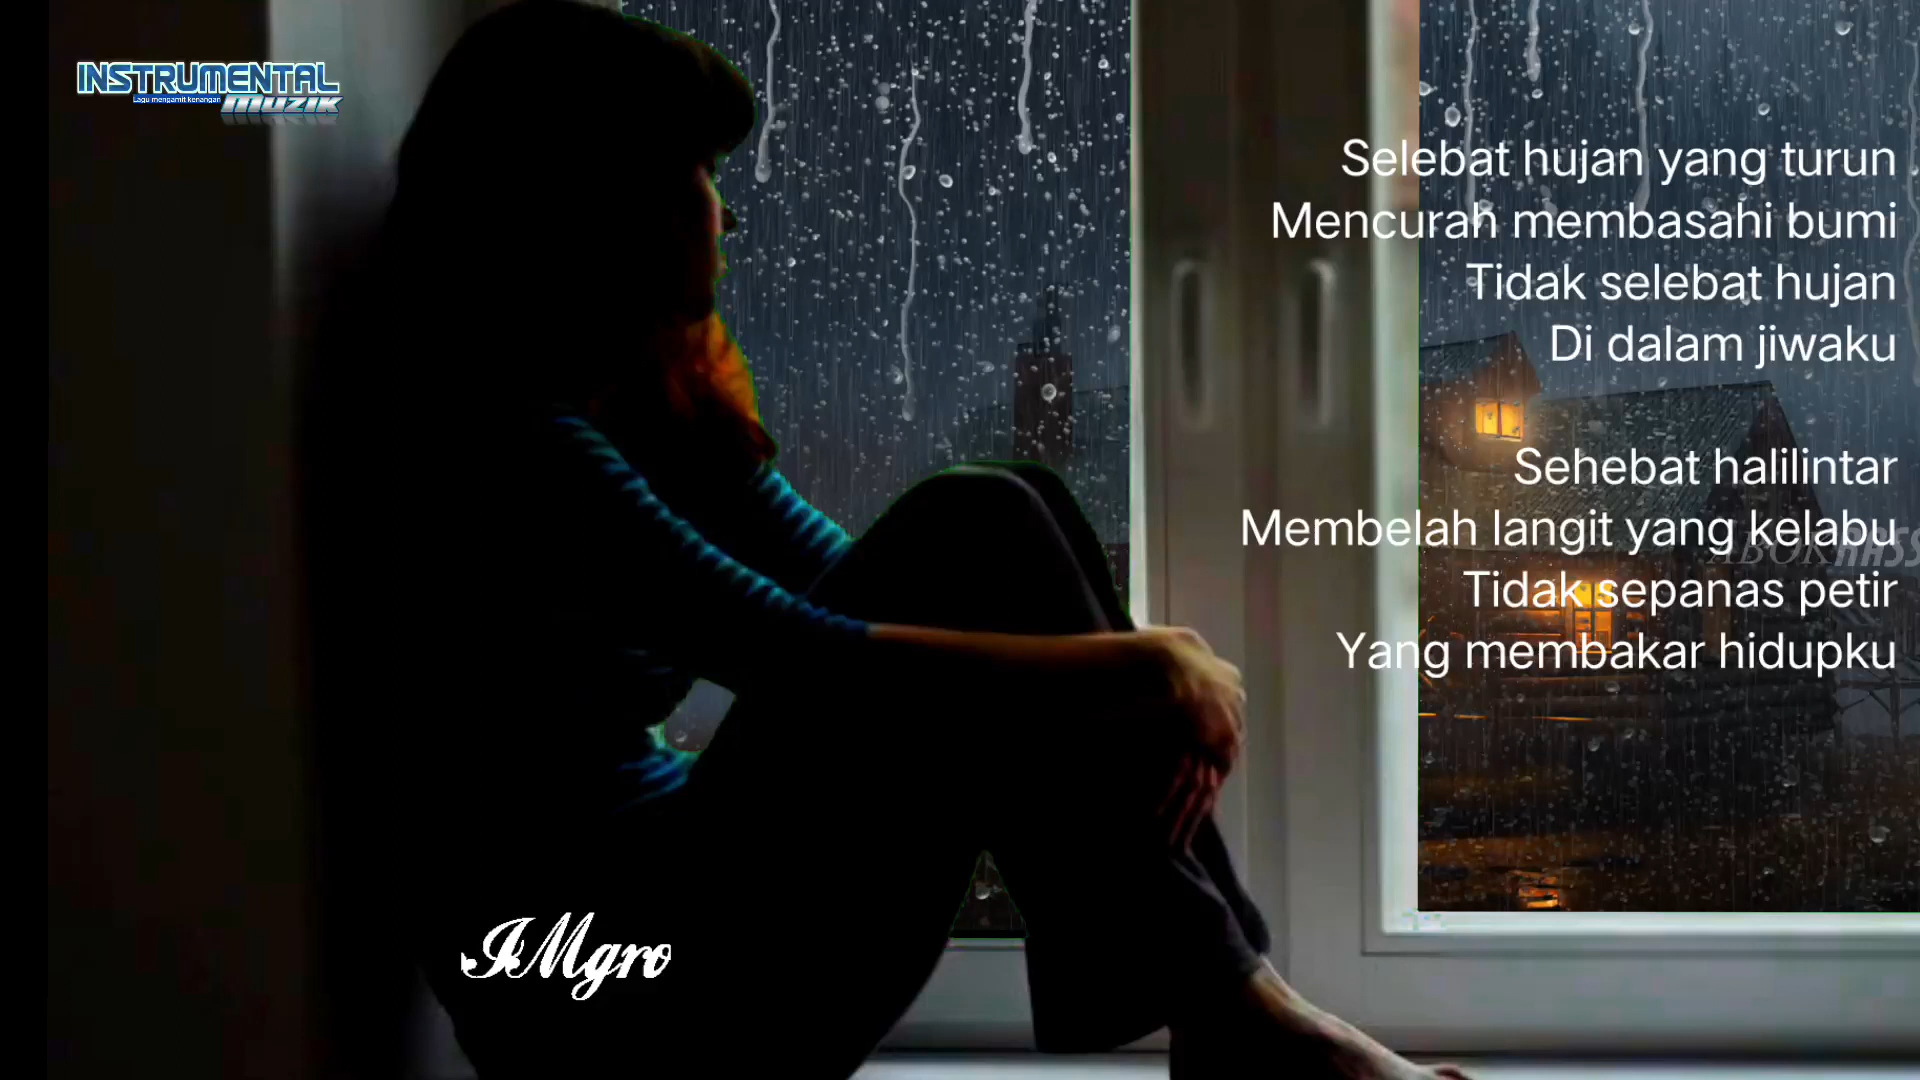 INSTRUMENTAL
Lagu mengamit kenangan
MUZIK
Selebat hujan yang turun
Mencurah membasahi bumi
Tidak selebat hujan
Di dalam jiwaku
Sehebat halilintar
Membelah langit yang kelabu
Tidak sepanas petir
Yang membakar hidupku
IMgro